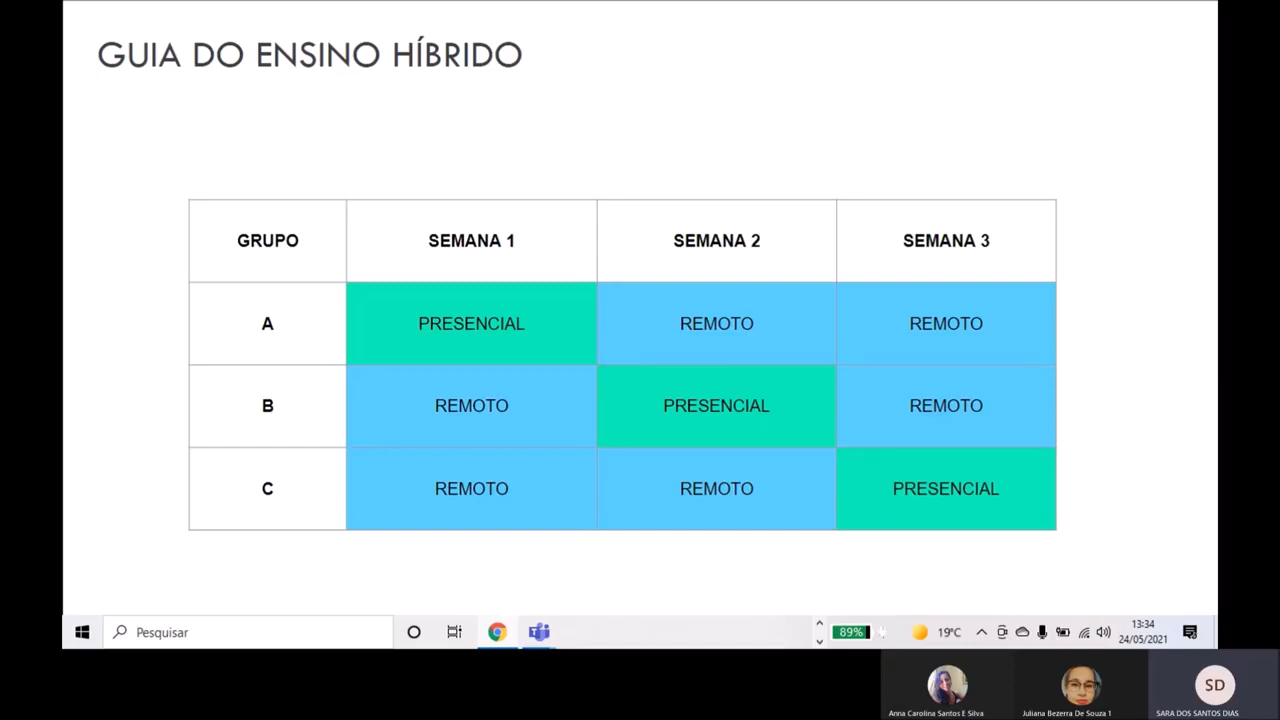 GUIA DO ENSINO HÍBRIDO
GRUPO SEMANA 1 SEMANA 2 SEMANA 3
A PRESENCIAL REMOTO REMOTO
B REMOTO PRESENCIAL REMOTO
C REMOTO REMOTO PRESENCIAL
Pesquisar 89% 19°C 13:34
24/05/2021
SD
Anna Carolina Santos E Silva Juliana Bezerra De Souza 1 SARA DOS SANTOS DIAS